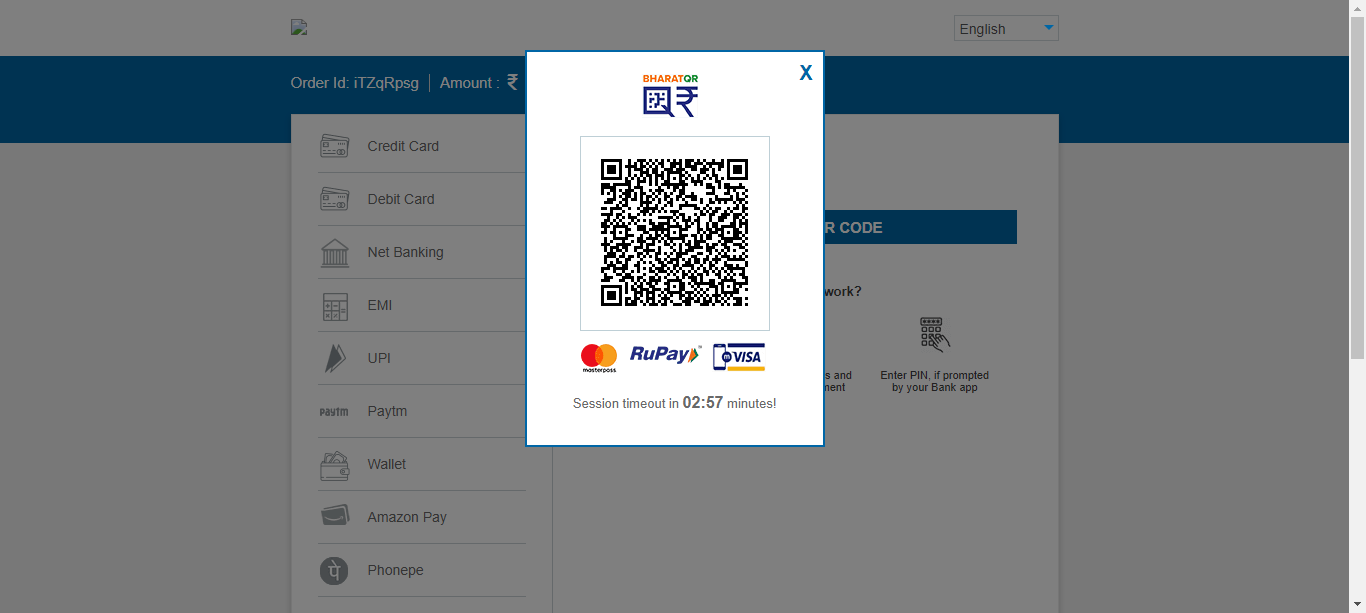 English
Order Id: iTZqRpsg | Amount : ₹
X
BHARATQR
Credit Card
Debit Card
Net Banking
EMI
UPI
Paytm
Paytm
Wallet
Amazon Pay
Phonepe
पे
R CODE
work?
s and
ment
Enter PIN, if prompted
by your Bank app
masterpass
RuPay
VISA
Session timeout in 02:57 minutes!